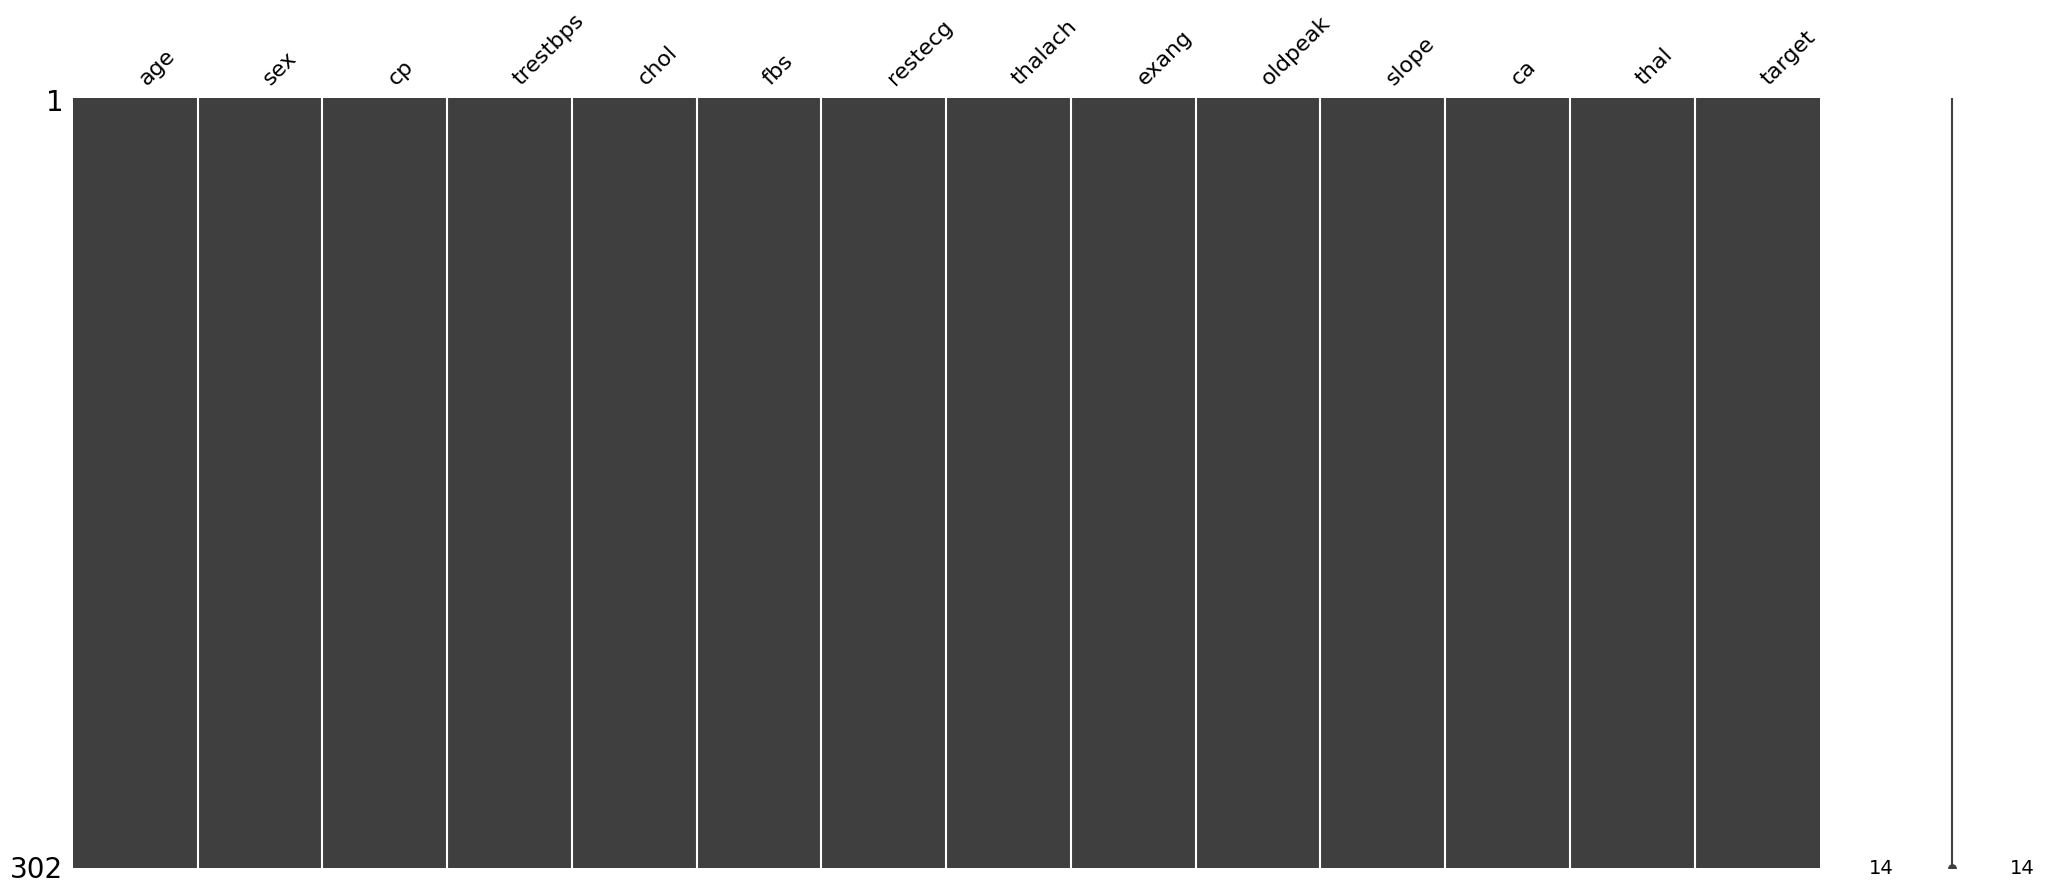 age sex cp trestbps chol fbs restecg thalach exang oldpeak slope ca thal target
1
302
14 14